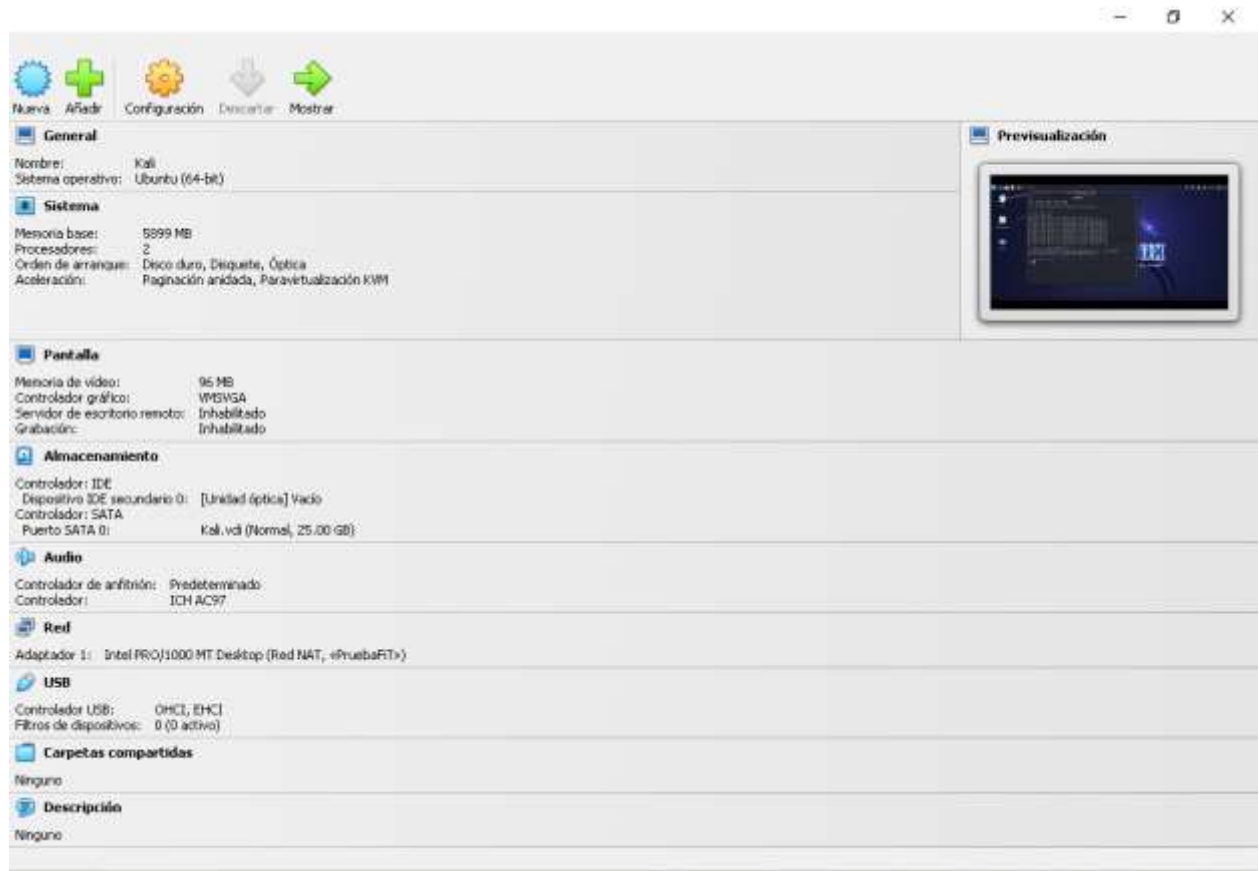 Nueva Añadir Configuración Descartar Mostrar
General
Nombre: Kali
Sistema operativo: Ubuntu (64-bit)
Sistema
Memoria base: 5899 MB
Procesadores: 2
Orden de arranque: Disco duro, Disquete, Óptica
Aceleración: Paginación anidada, Paravirtualización KVM
Previsualización
Pantalla
Memoria de vídeo: 96 MB
Controlador gráfico: VMSVGA
Servidor de escritorio remoto: Inhabilitado
Grabación: Inhabilitado
Almacenamiento
Controlador: IDE
Dispositivo IDE secundario 0: [Unidad óptica] Vacío
Controlador: SATA
Puerto SATA 0: Kali.vdi (Normal, 25.00 GB)
Audio
Controlador de anfitrión: Predeterminado
Controlador: ICH AC97
Red
Adaptador 1: Intel PRO/1000 MT Desktop (Red NAT, «PruebaFiT»)
USB
Controlador USB: OHCI, EHCI
Filtros de dispositivos: 0 (0 activo)
Carpetas compartidas
Ninguno
Descripción
Ninguno